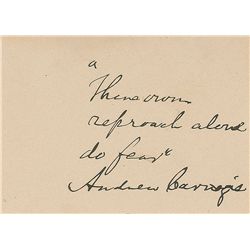 "
Thine own
reproach alone
do fear"
Andrew Carnegie